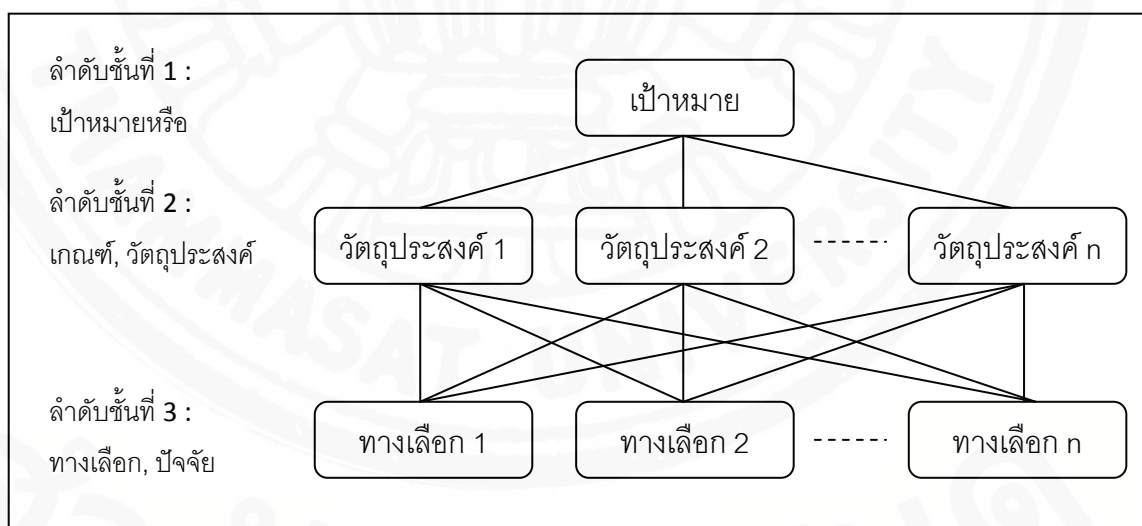 ลำดับชั้นที่ 1 :
เป้าหมายหรือ
เป้าหมาย
ลำดับชั้นที่ 2 :
เกณฑ์, วัตถุประสงค์
วัตถุประสงค์ 1
วัตถุประสงค์ 2
วัตถุประสงค์ n
ลำดับชั้นที่ 3 :
ทางเลือก, ปัจจัย
ทางเลือก 1
ทางเลือก 2
ทางเลือก n
THAMMASAT UNIVERSITY